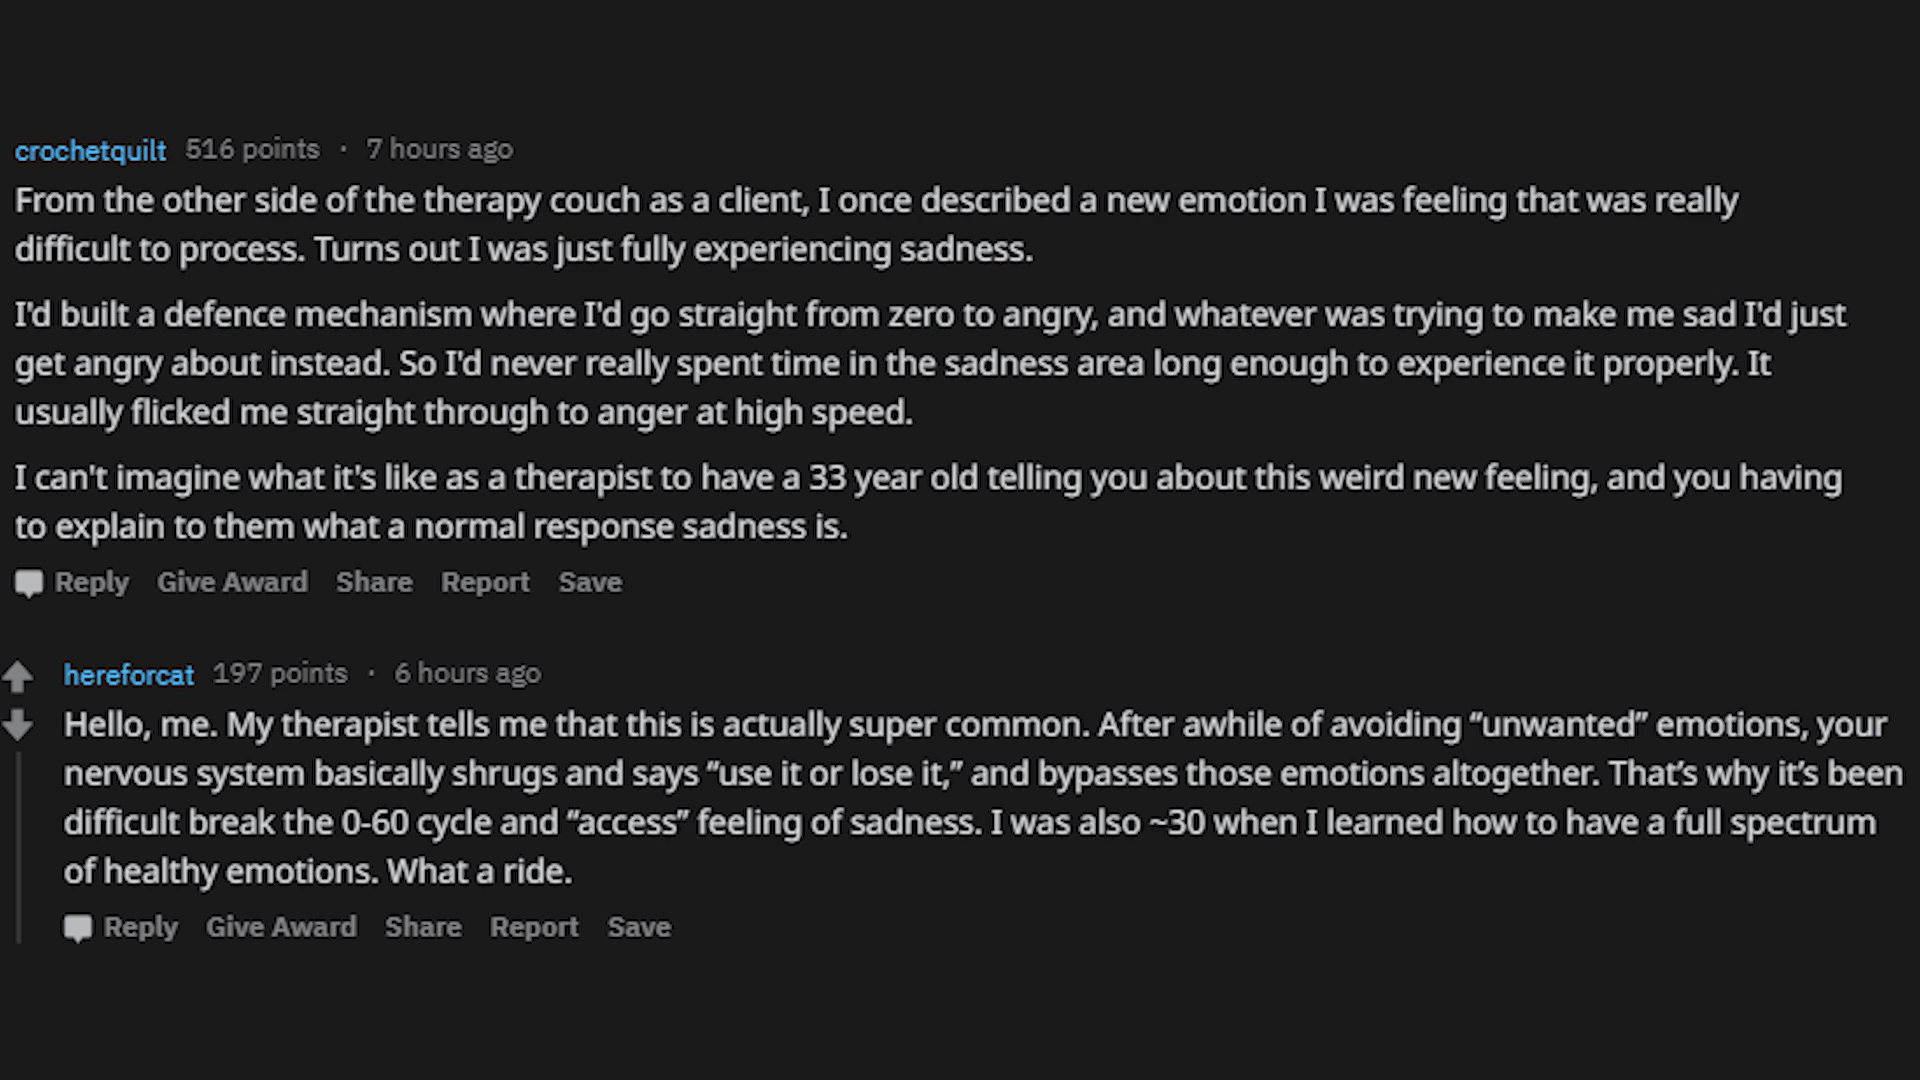 crochetquilt 516 points · 7 hours ago
From the other side of the therapy couch as a client, I once described a new emotion I was feeling that was really
difficult to process. Turns out I was just fully experiencing sadness.
I'd built a defence mechanism where I'd go straight from zero to angry, and whatever was trying to make me sad I'd just
get angry about instead. So I'd never really spent time in the sadness area long enough to experience it properly. It
usually flicked me straight through to anger at high speed.
I can't imagine what it's like as a therapist to have a 33 year old telling you about this weird new feeling, and you having
to explain to them what a normal response sadness is.
Reply Give Award Share Report Save
hereforcat 197 points · 6 hours ago
Hello, me. My therapist tells me that this is actually super common. After awhile of avoiding “unwanted” emotions, your
nervous system basically shrugs and says “use it or lose it,” and bypasses those emotions altogether. That’s why it’s been
difficult break the 0-60 cycle and “access” feeling of sadness. I was also ~30 when I learned how to have a full spectrum
of healthy emotions. What a ride.
Reply Give Award Share Report Save